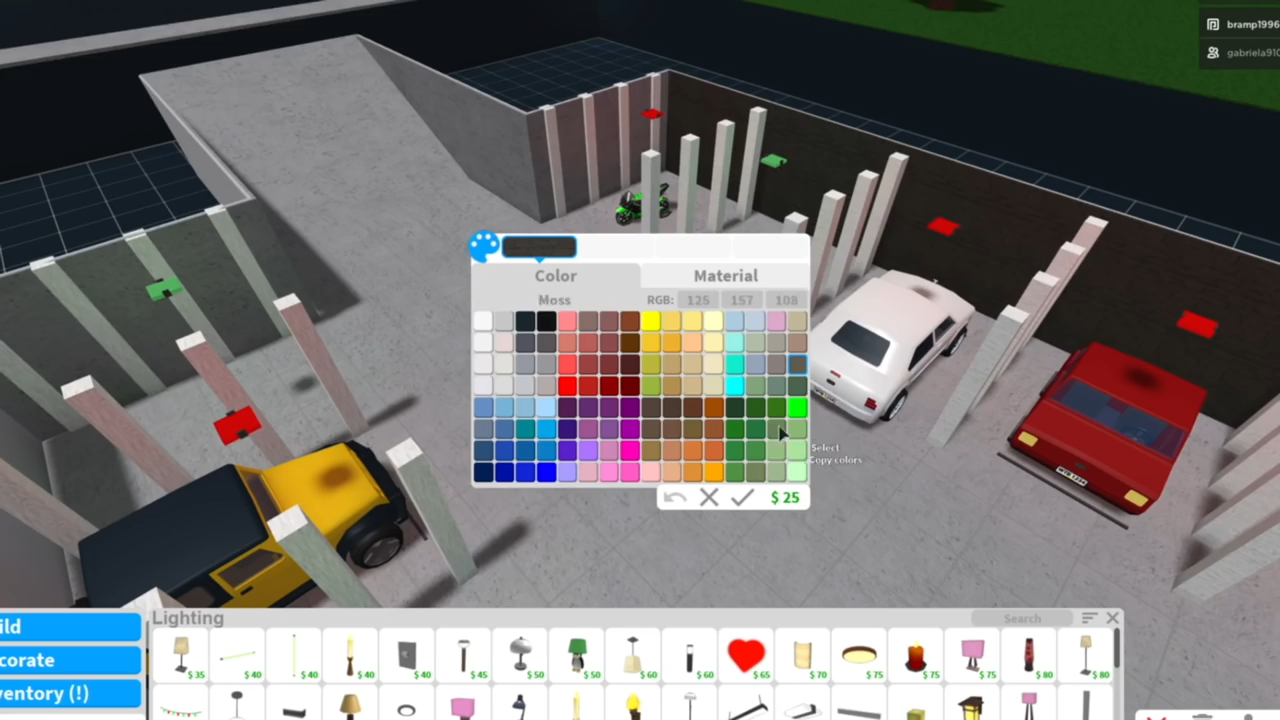 bramp1996
gabriela910
Color
Material
Moss
RGB: 125 157 108
Select
Copy colors
$ 25
ild
corate
ventory (!)
Lighting
Search
$ 35
$ 40
$ 40
$ 40
$ 40
$ 45
$ 50
$ 50
$ 60
$ 60
$ 65
$ 70
$ 75
$ 75
$ 75
$ 80
$ 80